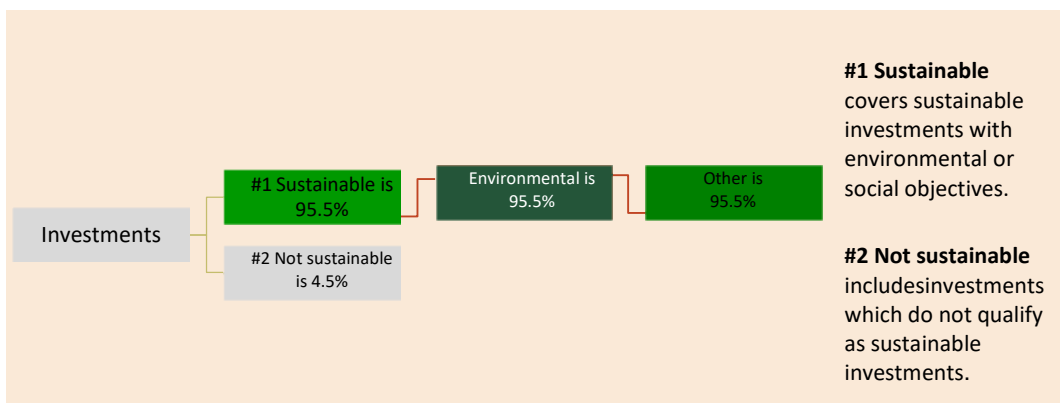 Investments
#1 Sustainable is
95.5%
#2 Not sustainable
is 4.5%
Environmental is
95.5%
Other is
95.5%
#1 Sustainable
covers sustainable
investments with
environmental or
social objectives.
#2 Not sustainable
includesinvestments
which do not qualify
as sustainable
investments.